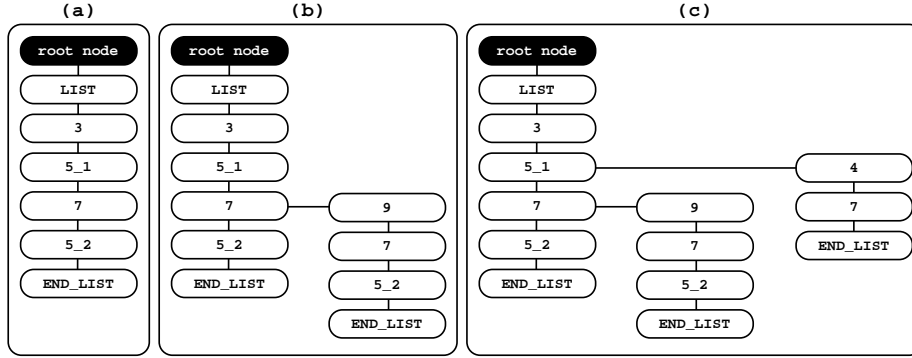 (a)
root node
LIST
3
5_1
7
5_2
END_LIST
(b)
root node
LIST
3
5_1
7
5_2
END_LIST
9
7
5_2
END_LIST
(c)
root node
LIST
3
5_1
7
5_2
END_LIST
9
7
5_2
END_LIST
4
7
END_LIST